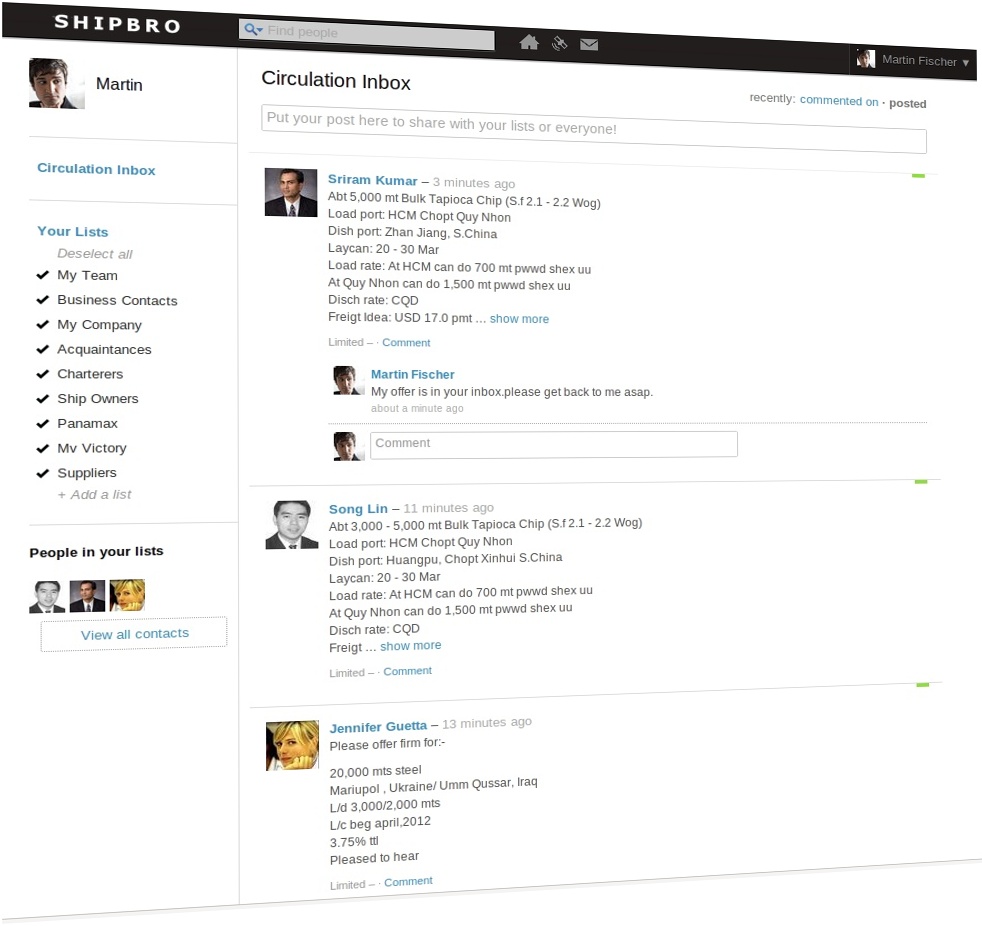 SHIPBRO
Find people
Martin Fischer ▼
Martin
Circulation Inbox
Your Lists
Deselect all
My Team
Business Contacts
My Company
Acquaintances
Charterers
Ship Owners
Panamax
My Victory
Suppliers
+ Add a list
People in your lists
View all contacts
Circulation Inbox
recently: commented on · posted
Put your post here to share with your lists or everyone!
Sriram Kumar – 3 minutes ago
Abt 5,000 mt Bulk Tapioca Chip (S.f 2.1 - 2.2 Wog)
Load port: HCM Chopt Quy Nhon
Dish port: Zhan Jiang, S.China
Laycan: 20 - 30 Mar
Load rate: At HCM can do 700 mt pwwd shex uu
At Quy Nhon can do 1,500 mt pwwd shex uu
Disch rate: CQD
Freigt Idea: USD 17.0 pmt ... show more
Limited – · Comment
Martin Fischer
My offer is in your inbox.please get back to me asap.
about a minute ago
Comment
Song Lin – 11 minutes ago
Abt 3,000 - 5,000 mt Bulk Tapioca Chip (S.f 2.1 - 2.2 Wog)
Load port: HCM Chopt Quy Nhon
Dish port: Huangpu, Chopt Xinhui S.China
Laycan: 20 - 30 Mar
Load rate: At HCM can do 700 mt pwwd shex uu
At Quy Nhon can do 1,500 mt pwwd shex uu
Disch rate: CQD
Freigt ... show more
Limited – · Comment
Jennifer Guetta – 13 minutes ago
Please offer firm for:-
20,000 mts steel
Mariupol , Ukraine/ Umm Qussar, Iraq
L/d 3,000/2,000 mts
L/c beg april,2012
3.75% ttl
Pleased to hear
Limited – · Comment